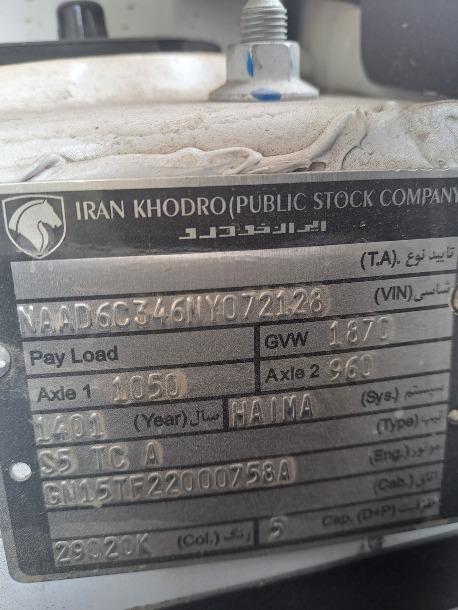 IRAN KHODRO (PUBLIC STOCK COMPANY
ایران خودرو
تایید نوع (T.A.)
NAAD6C346NY072128 شاسی (VIN)
Pay Load GVW 1870
Axle 1 1050 Axle 2 960
1401 (Year) سال HAIMA سیستم (Sys.)
S5 TC A تیپ (Type)
GN15TF22000758A موتور (Eng.)
اتاق (Cab.)
29020K (Col.) رنگ 5 Cap. (D+P) ظرفیت